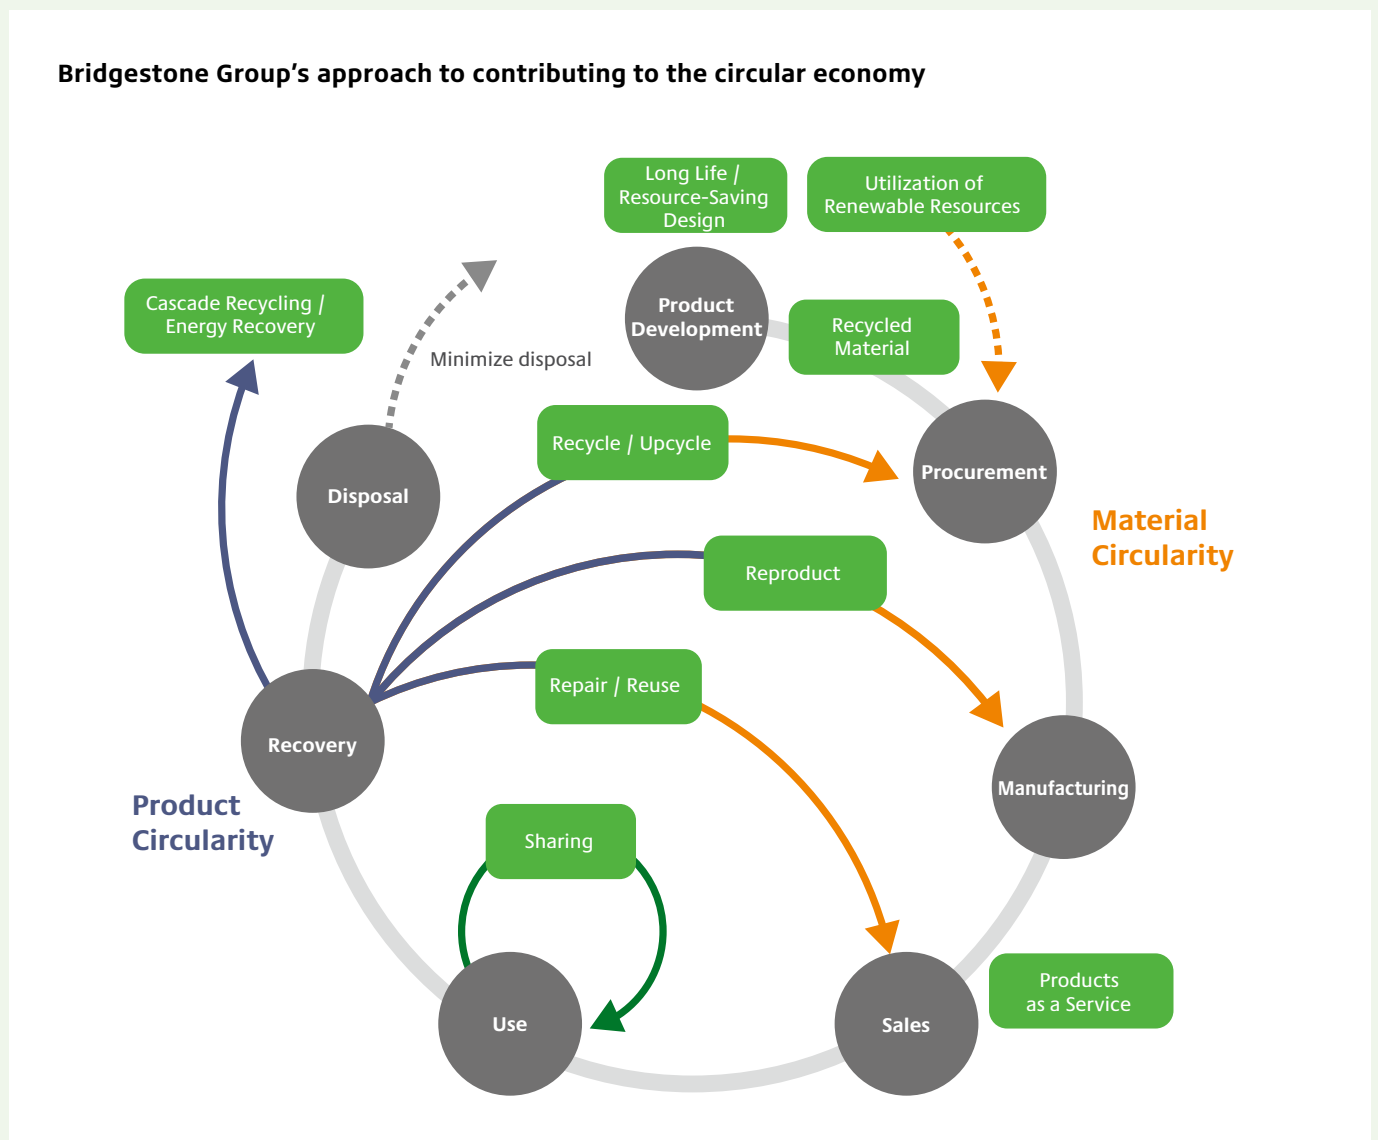 Bridgestone Group’s approach to contributing to the circular economy
Long Life /
Resource-Saving
Design
Utilization of
Renewable Resources
Cascade Recycling /
Energy Recovery
Product
Development
Recycled
Material
Minimize disposal
Recycle / Upcycle
Procurement
Disposal
Material
Circularity
Reproduct
Repair / Reuse
Recovery
Manufacturing
Product
Circularity
Sharing
Products
as a Service
Use
Sales